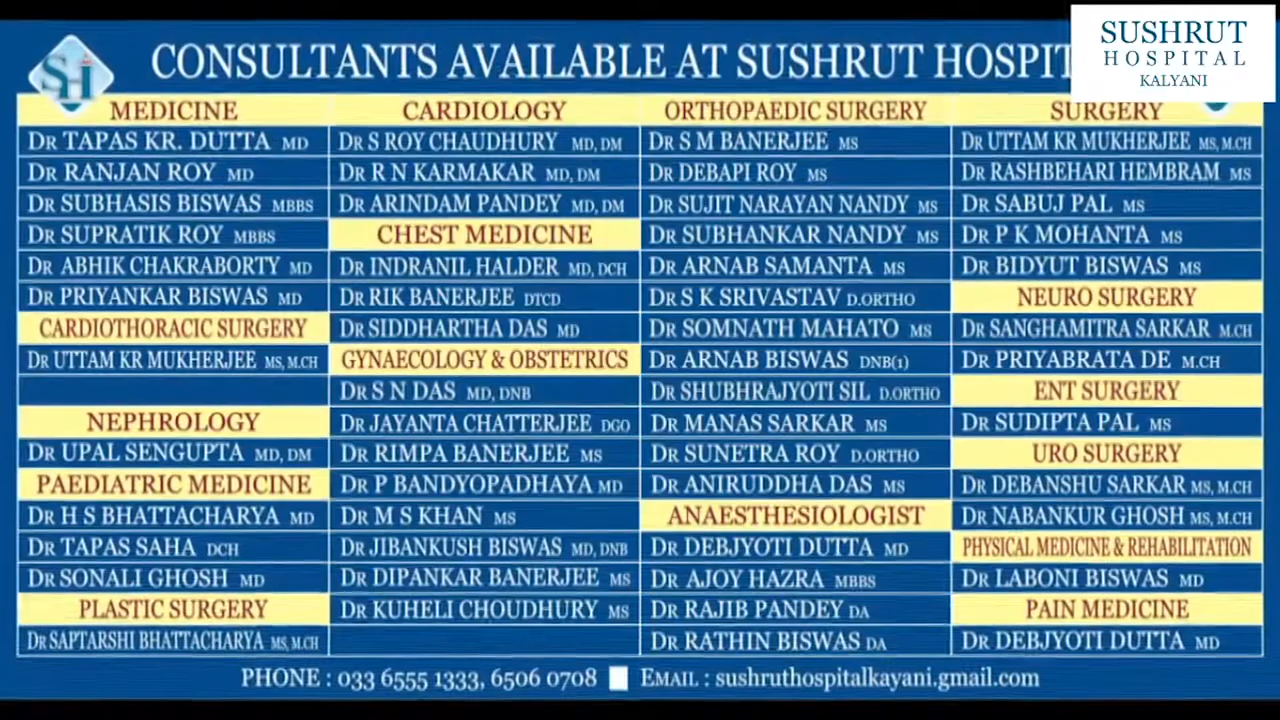 SUSHRUT
HOSPITAL
KALYANI
SHi
CONSULTANTS AVAILABLE AT SUSHRUT
MEDICINE
DR TAPAS KR. DUTTA MD
DR RANJAN ROY MD
DR SUBHASIS BISWAS MBBS
DR SUPRATIK ROY MBBS
DR ABHIK CHAKRABORTY MD
DR PRIYANKAR BISWAS MD
CARDIOTHORACIC SURGERY
DR UTTAM KR MUKHERJEE MS, M.CH
NEPHROLOGY
DR UPAL SENGUPTA MD, DM
PAEDIATRIC MEDICINE
DR H S BHATTACHARYA MD
DR TAPAS SAHA DCH
DR SONALI GHOSH MD
PLASTIC SURGERY
DR SAPTARSHI BHATTACHARYA MS, M.CH
CARDIOLOGY
DR S ROY CHAUDHURY MD, DM
DR R N KARMAKAR MD, DM
DR ARINDAM PANDEY MD, DM
CHEST MEDICINE
DR INDRANIL HALDER MD, DCH
DR RIK BANERJEE DTCD
DR SIDDHARTHA DAS MD
GYNAECOLOGY & OBSTETRICS
DR S N DAS MD, DNB
DR JAYANTA CHATTERJEE DGO
DR RIMPA BANERJEE MS
DR P BANDYOPADHAYA MD
DR M S KHAN MS
DR JIBANKUSH BISWAS MD, DNB
DR DIPANKAR BANERJEE MS
DR KUHELI CHOUDHURY MS
ORTHOPAEDIC SURGERY
DR S M BANERJEE MS
DR DEBAPI ROY MS
DR SUJIT NARAYAN NANDY MS
DR SUBHANKAR NANDY MS
DR ARNAB SAMANTA MS
DR S K SRIVASTAV D.ORTHO
DR SOMNATH MAHATO MS
DR ARNAB BISWAS DNB(1)
DR SHUBHRAJYOTI SIL D.ORTHO
DR MANAS SARKAR MS
DR SUNETRA ROY D.ORTHO
DR ANIRUDDHA DAS MS
ANAESTHESIOLOGIST
DR DEBJYOTI DUTTA MD
DR AJOY HAZRA MBBS
DR RAJIB PANDEY DA
DR RATHIN BISWAS DA
SURGERY
DR UTTAM KR MUKHERJEE MS, M.CH
DR RASHBEHARI HEMBRAM MS
DR SABUJ PAL MS
DR P K MOHANTA MS
DR BIDYUT BISWAS MS
NEURO SURGERY
DR SANGHAMITRA SARKAR M.CH
DR PRIYABRATA DE M.CH
ENT SURGERY
DR SUDIPTA PAL MS
URO SURGERY
DR DEBANSHU SARKAR MS, M.CH
DR NABANKUR GHOSH MS, M.CH
PHYSICAL MEDICINE & REHABILITATION
DR LABONI BISWAS MD
PAIN MEDICINE
DR DEBJYOTI DUTTA MD
PHONE : 033 6555 1333, 6506 0708 EMAIL : sushruthospitalkayani.gmail.com